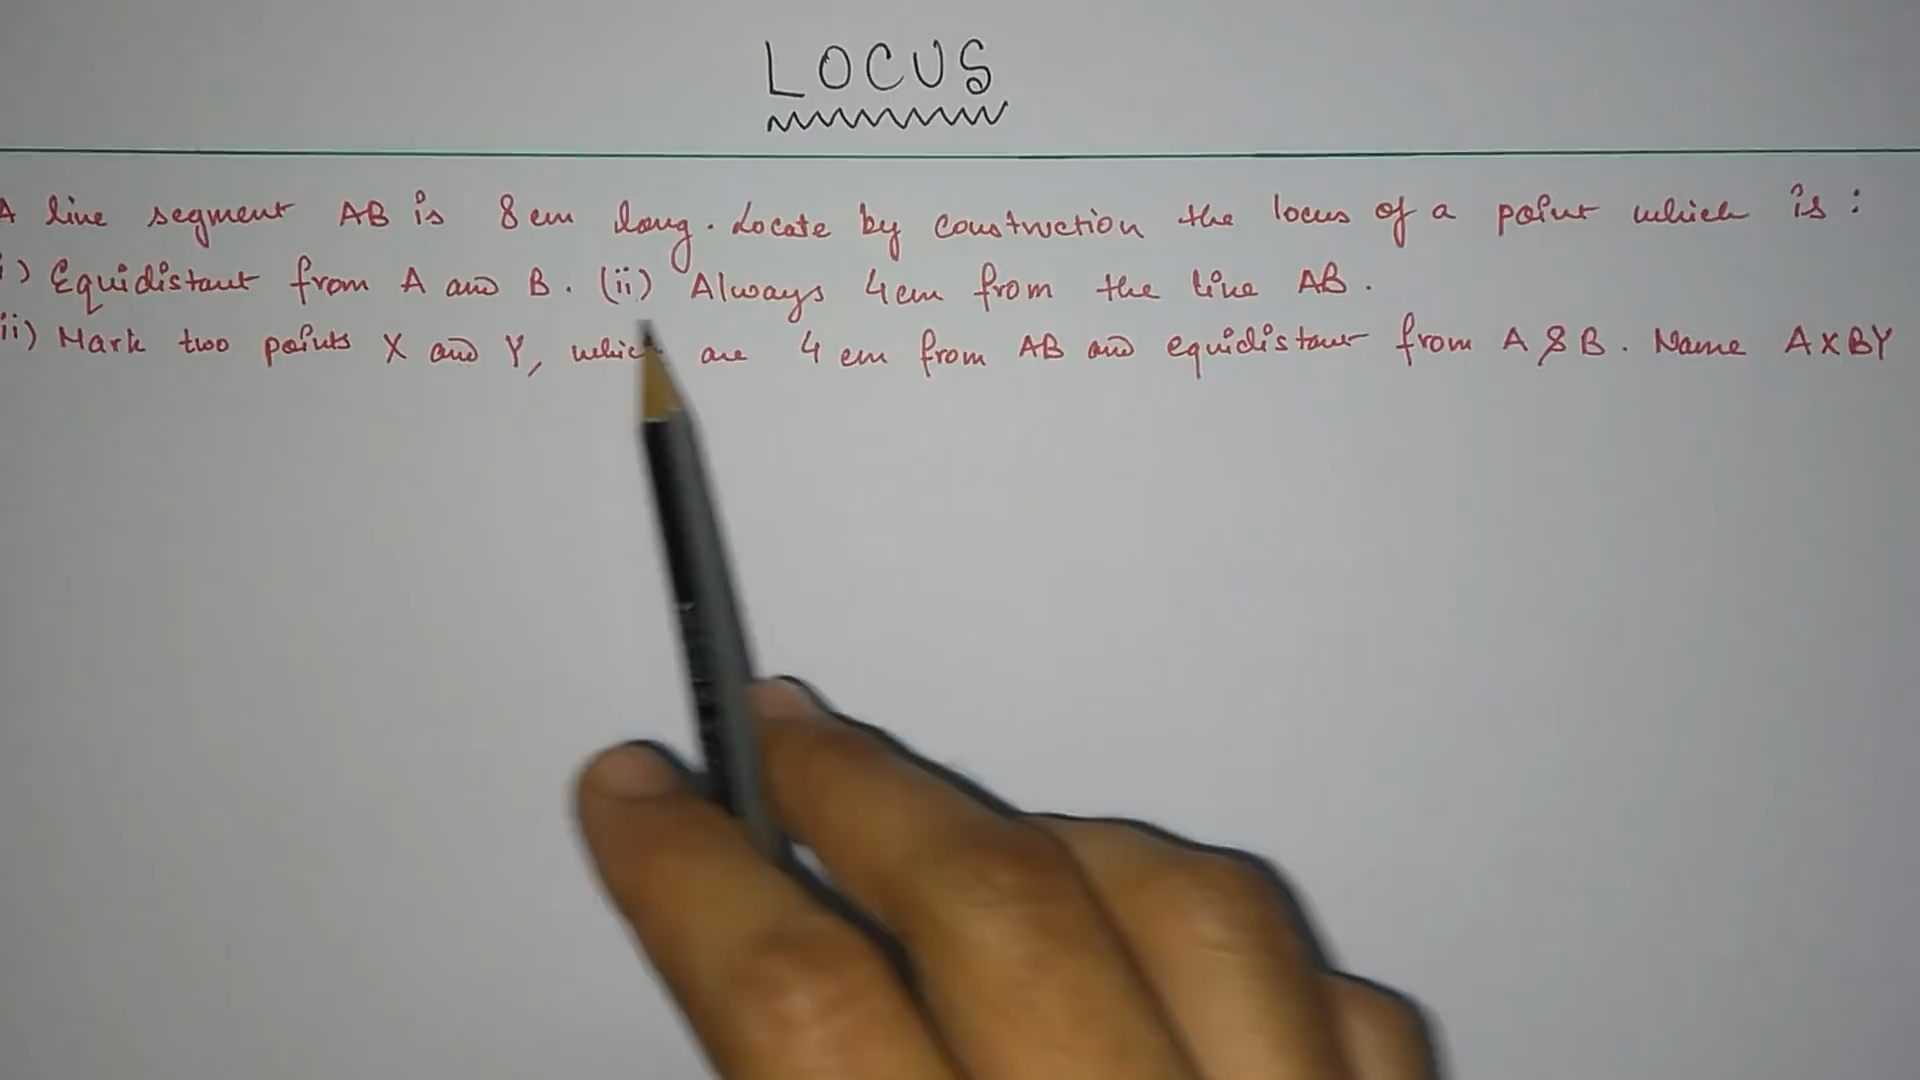 LOCUS
A line segment AB is 8 cm long. Locate by construction the locus of a point which is :
i) Equidistant from A and B. (ii) Always 4 cm from the line AB.
ii) Mark two points X and Y, which are 4 cm from AB and equidistant from A & B. Name AXBY